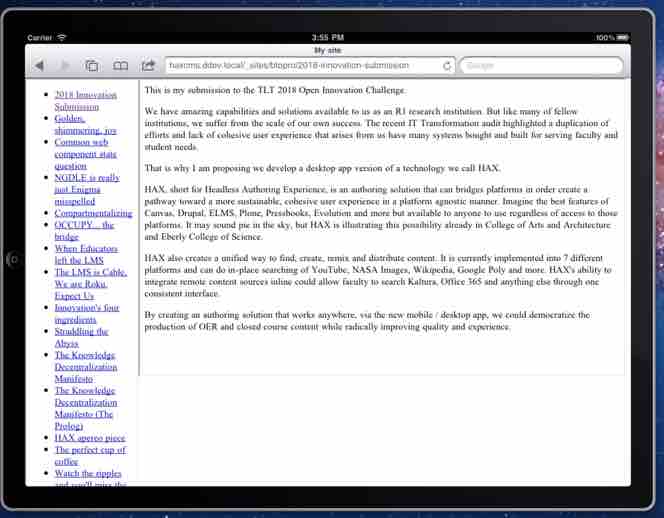 Carrier
3:55 PM
100%
My site
haxcms.ddev.local/_sites/btopro/2018-innovation-submission
Google
2018 Innovation
Submission
Golden,
shimmering, joy
Common web
component state
question
NGDLE is really
just Enigma
misspelled
Compartmentalizing
OCCUPY... the
bridge
When Educators
left the LMS
The LMS is Cable,
We are Roku.
Expect Us
Innovation's four
ingredients
Straddling the
Abyss
The Knowledge
Decentralization
Manifesto
The Knowledge
Decentralization
Manifesto (The
Prolog)
HAX apereo piece
The perfect cup of
coffee
Watch the ripples
and you'll miss the
This is my submission to the TLT 2018 Open Innovation Challenge.
We have amazing capabilities and solutions available to us as an R1 research institution. But like many of fellow
institutions, we suffer from the scale of our own success. The recent IT Transformation audit highlighted a duplication of
efforts and lack of cohesive user experience that arises from us have many systems bought and built for serving faculty and
student needs.
That is why I am proposing we develop a desktop app version of a technology we call HAX.
HAX, short for Headless Authoring Experience, is an authoring solution that can bridges platforms in order create a
pathway toward a more sustainable, cohesive user experience in a platform agnostic manner. Imagine the best features of
Canvas, Drupal, ELMS, Plone, Pressbooks, Evolution and more but available to anyone to use regardless of access to those
platforms. It may sound pie in the sky, but HAX is illustrating this possibility already in College of Arts and Architecture
and Eberly College of Science.
HAX also creates a unified way to find, create, remix and distribute content. It is currently implemented into 7 different
platforms and can do in-place searching of YouTube, NASA Images, Wikipedia, Google Poly and more. HAX's ability to
integrate remote content sources inline could allow faculty to search Kaltura, Office 365 and anything else through one
consistent interface.
By creating an authoring solution that works anywhere, via the new mobile / desktop app, we could democratize the
production of OER and closed course content while radically improving quality and experience.